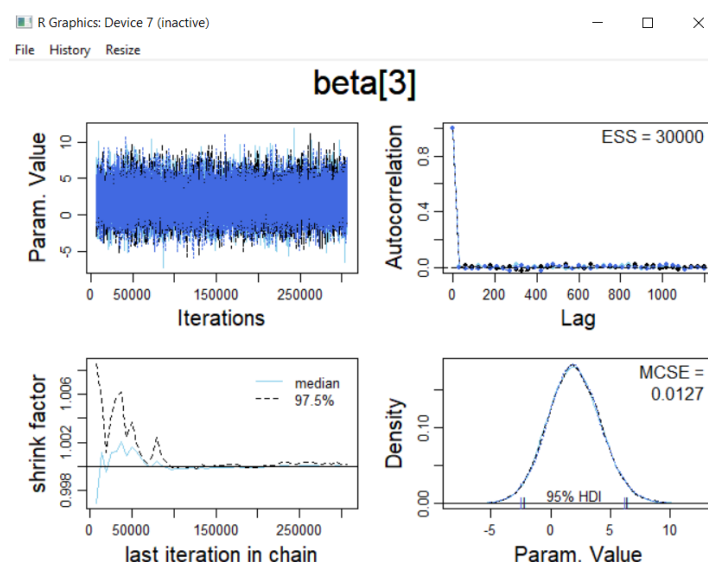 R Graphics: Device 7 (inactive)
File History Resize
beta[3]
Param. Value
10
5
0
-5
0 50000 150000 250000
Iterations
Autocorrelation
0.8
0.4
0.0
ESS = 30000
0 200 400 600 800 1000
Lag
shrink factor
1.006
1.002
0.998
median
97.5%
0 50000 150000 250000
last iteration in chain
Density
0.10
0.00
MCSE =
0.0127
95% HDI
-5 0 5 10
Param. Value